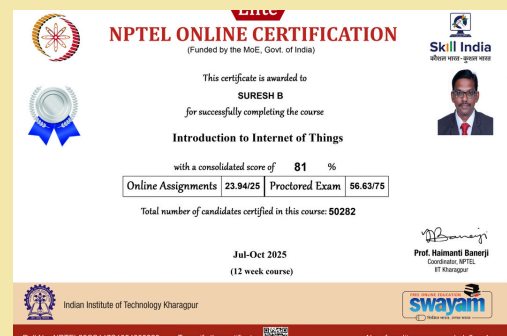 Elite
NPTEL ONLINE CERTIFICATION
(Funded by the MoE, Govt. of India)
Skill India
कौशल भारत - कुशल भारत
This certificate is awarded to
SURESH B
for successfully completing the course
Introduction to Internet of Things
with a consolidated score of 81 %
Online Assignments 23.94/25 Proctored Exam 56.63/75
Total number of candidates certified in this course: 50282
Jul-Oct 2025
(12 week course)
Prof. Haimanti Banerji
Coordinator, NPTEL
IIT Kharagpur
Indian Institute of Technology Kharagpur
FREE ONLINE EDUCATION
swayam